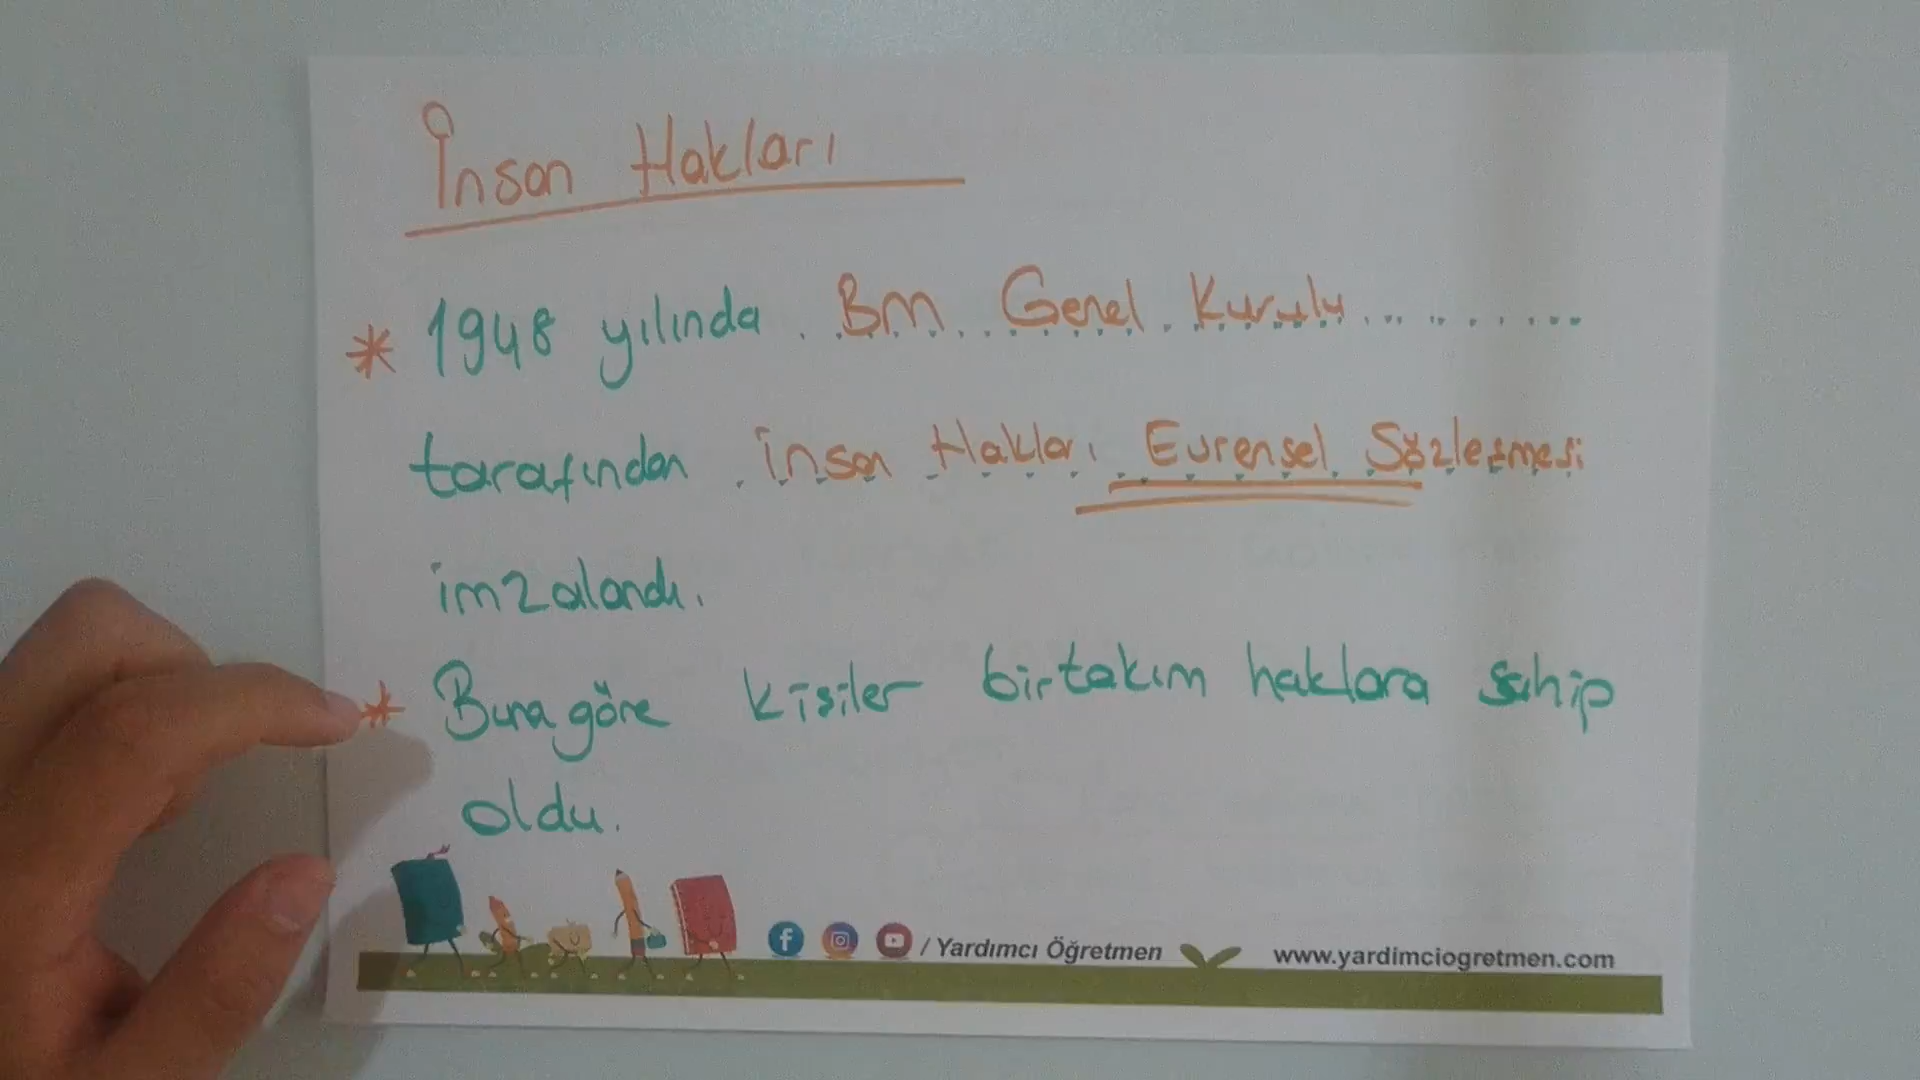 İnsan Hakları
* 1948 yılında BM Genel Kurulu
tarafından İnsan Hakları Evrensel Sözleşmesi
imzalandı.
* Buna göre kişiler birtakım haklara sahip
oldu.
/ Yardımcı Öğretmen www.yardimciogretmen.com